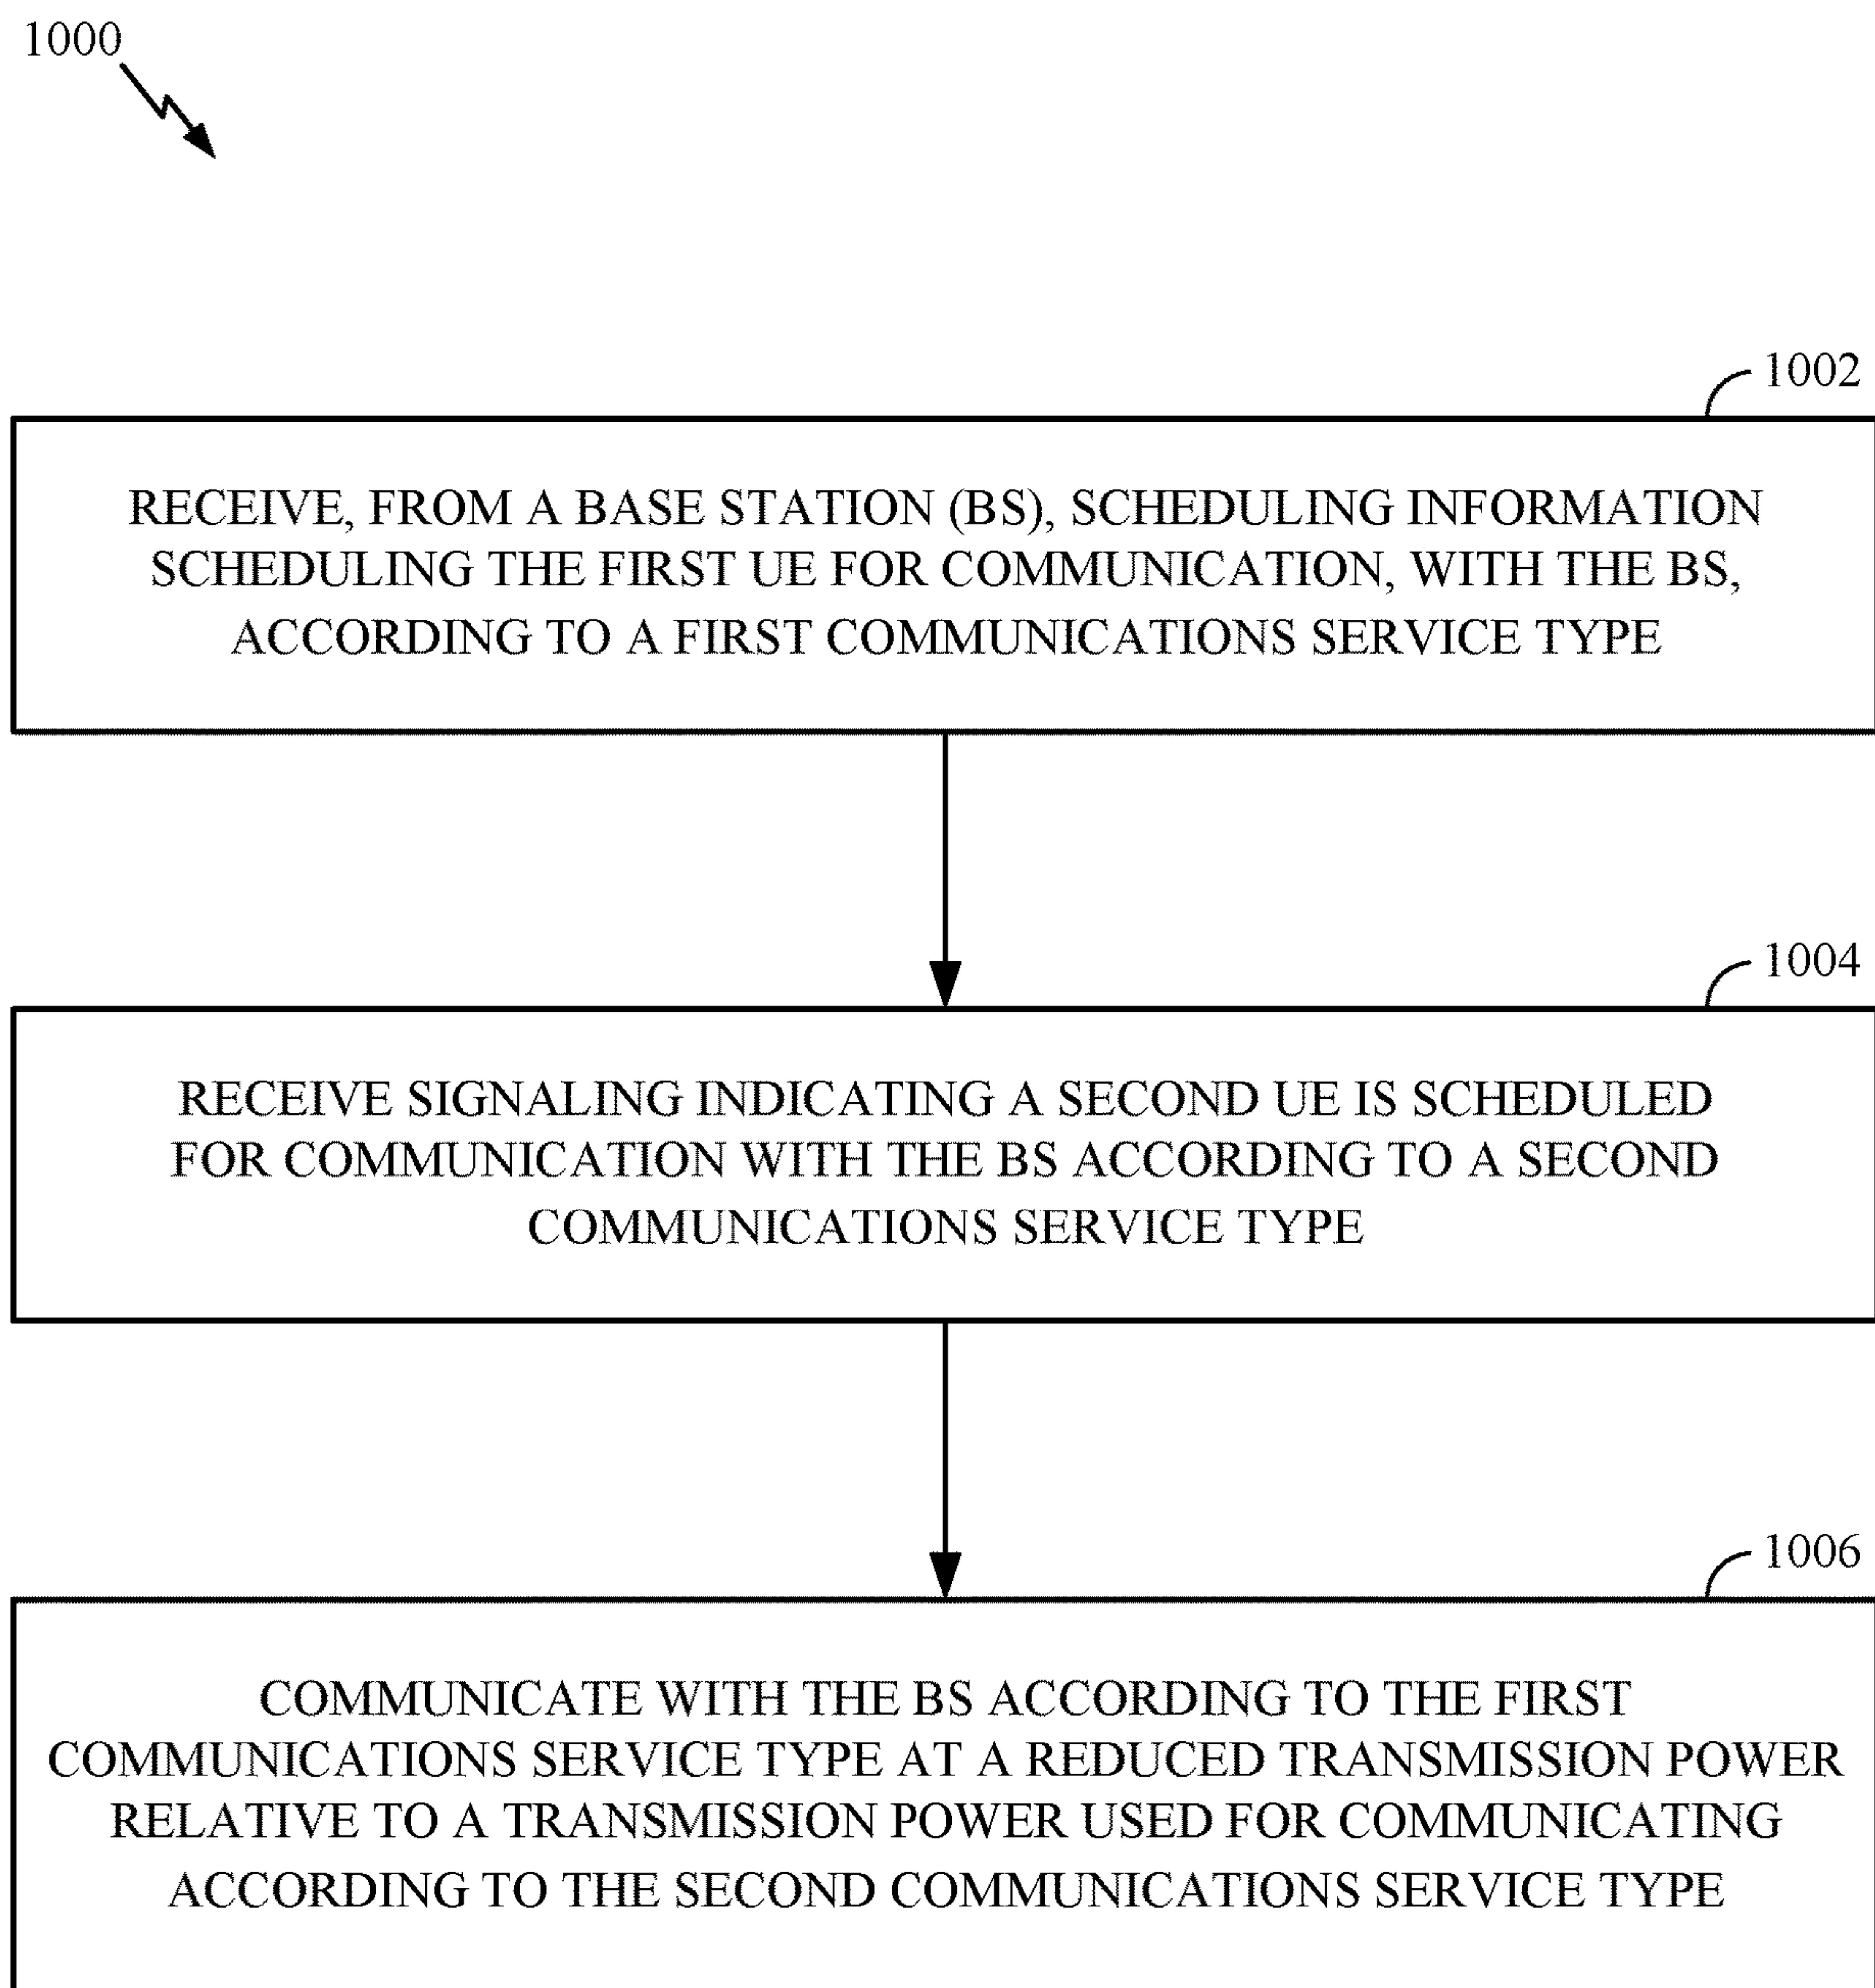 1000
1002
RECEIVE, FROM A BASE STATION (BS), SCHEDULING INFORMATION
SCHEDULING THE FIRST UE FOR COMMUNICATION, WITH THE BS,
ACCORDING TO A FIRST COMMUNICATIONS SERVICE TYPE
1004
RECEIVE SIGNALING INDICATING A SECOND UE IS SCHEDULED
FOR COMMUNICATION WITH THE BS ACCORDING TO A SECOND
COMMUNICATIONS SERVICE TYPE
1006
COMMUNICATE WITH THE BS ACCORDING TO THE FIRST
COMMUNICATIONS SERVICE TYPE AT A REDUCED TRANSMISSION POWER
RELATIVE TO A TRANSMISSION POWER USED FOR COMMUNICATING
ACCORDING TO THE SECOND COMMUNICATIONS SERVICE TYPE